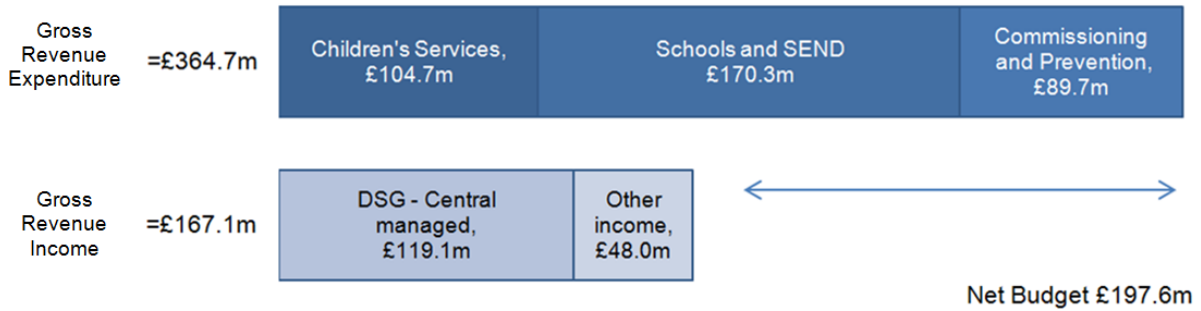 Gross
Revenue
Expenditure
=£364.7m
Children's Services,
£104.7m
Schools and SEND
£170.3m
Commissioning
and Prevention,
£89.7m
Gross
Revenue
Income
=£167.1m
DSG - Central
managed,
£119.1m
Other
income,
£48.0m
Net Budget £197.6m